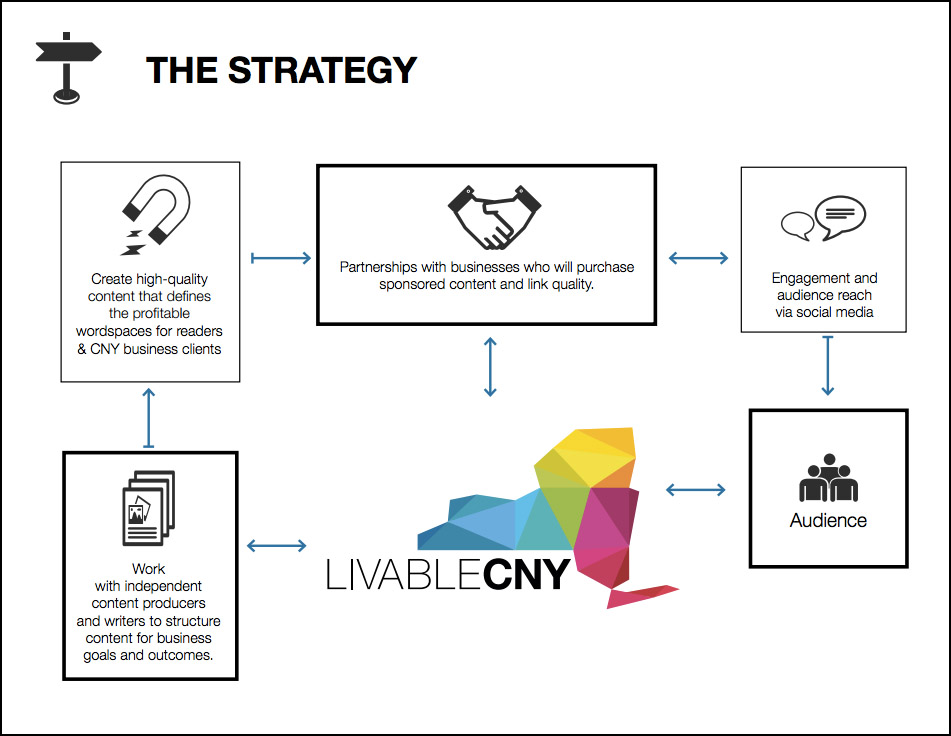 THE STRATEGY
Create high-quality
content that defines
the profitable
wordspaces for readers
& CNY business clients
Partnerships with businesses who will purchase
sponsored content and link quality.
Engagement and
audience reach
via social media
Work
with independent
content producers
and writers to structure
content for business
goals and outcomes.
LIVABLECNY
Audience